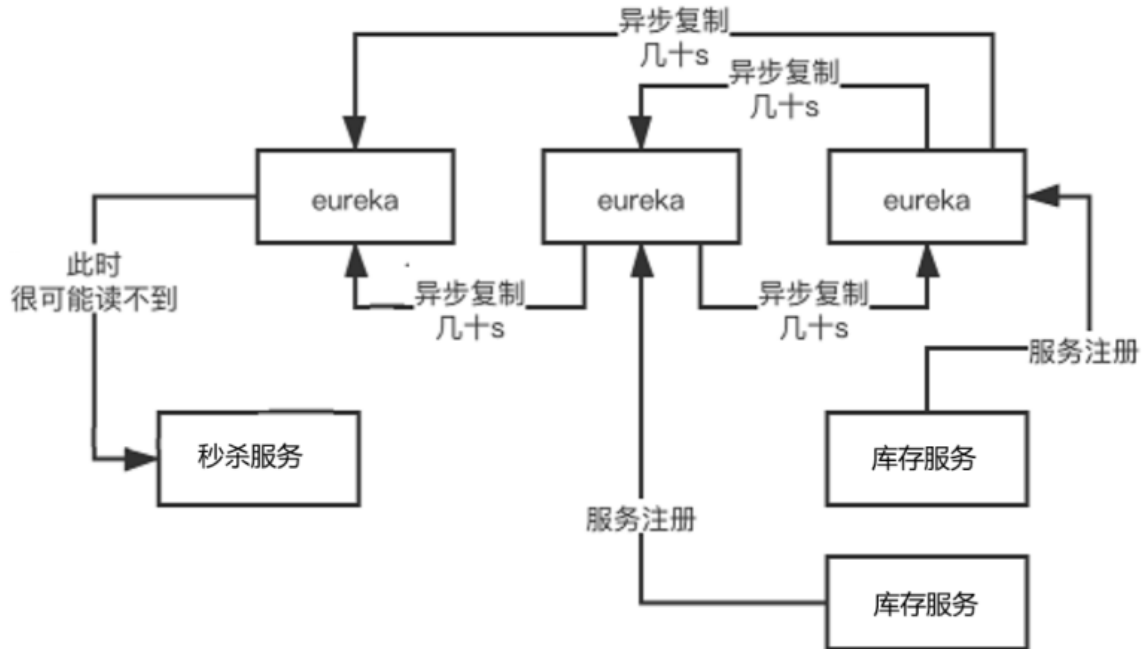 异步复制
几十s
异步复制
几十s
eureka
eureka
eureka
此时
很可能读不到
异步复制
几十s
异步复制
几十s
服务注册
秒杀服务
库存服务
服务注册
库存服务